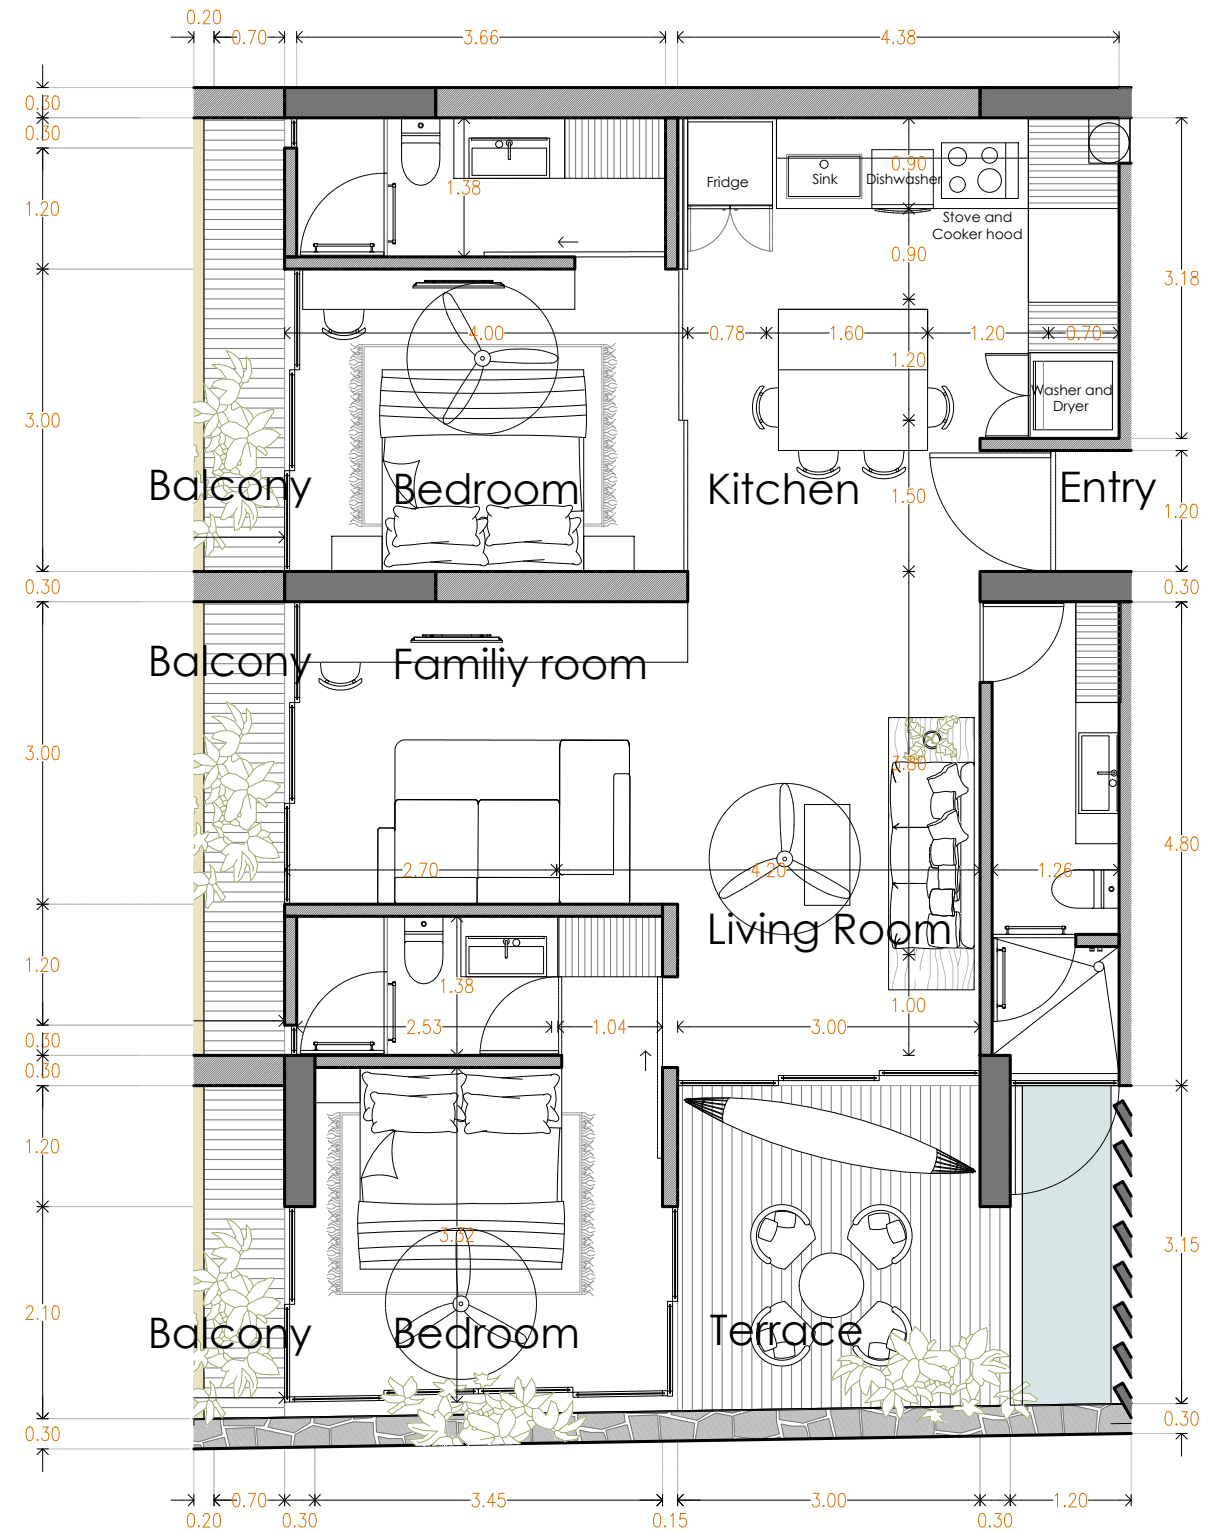 0.20
0.70
3.66
4.38
0.30
0.30
1.20
1.38
0.90
Fridge
Sink
Dishwasher
Stove and
Cooker hood
0.90
3.18
4.00
0.78
1.60
1.20
0.70
1.20
Washer and
Dryer
3.00
Balcony
Bedroom
Kitchen
Entry
1.50
1.20
0.30
0.30
Balcony
Familiy room
3.00
3.80
4.80
2.70
4.20
1.26
Living Room
1.20
1.38
1.00
2.53
1.04
3.00
0.30
0.30
1.20
3.32
3.15
2.10
Balcony
Bedroom
Terrace
0.30
0.30
0.70
3.45
3.00
1.20
0.20
0.30
0.15
0.30